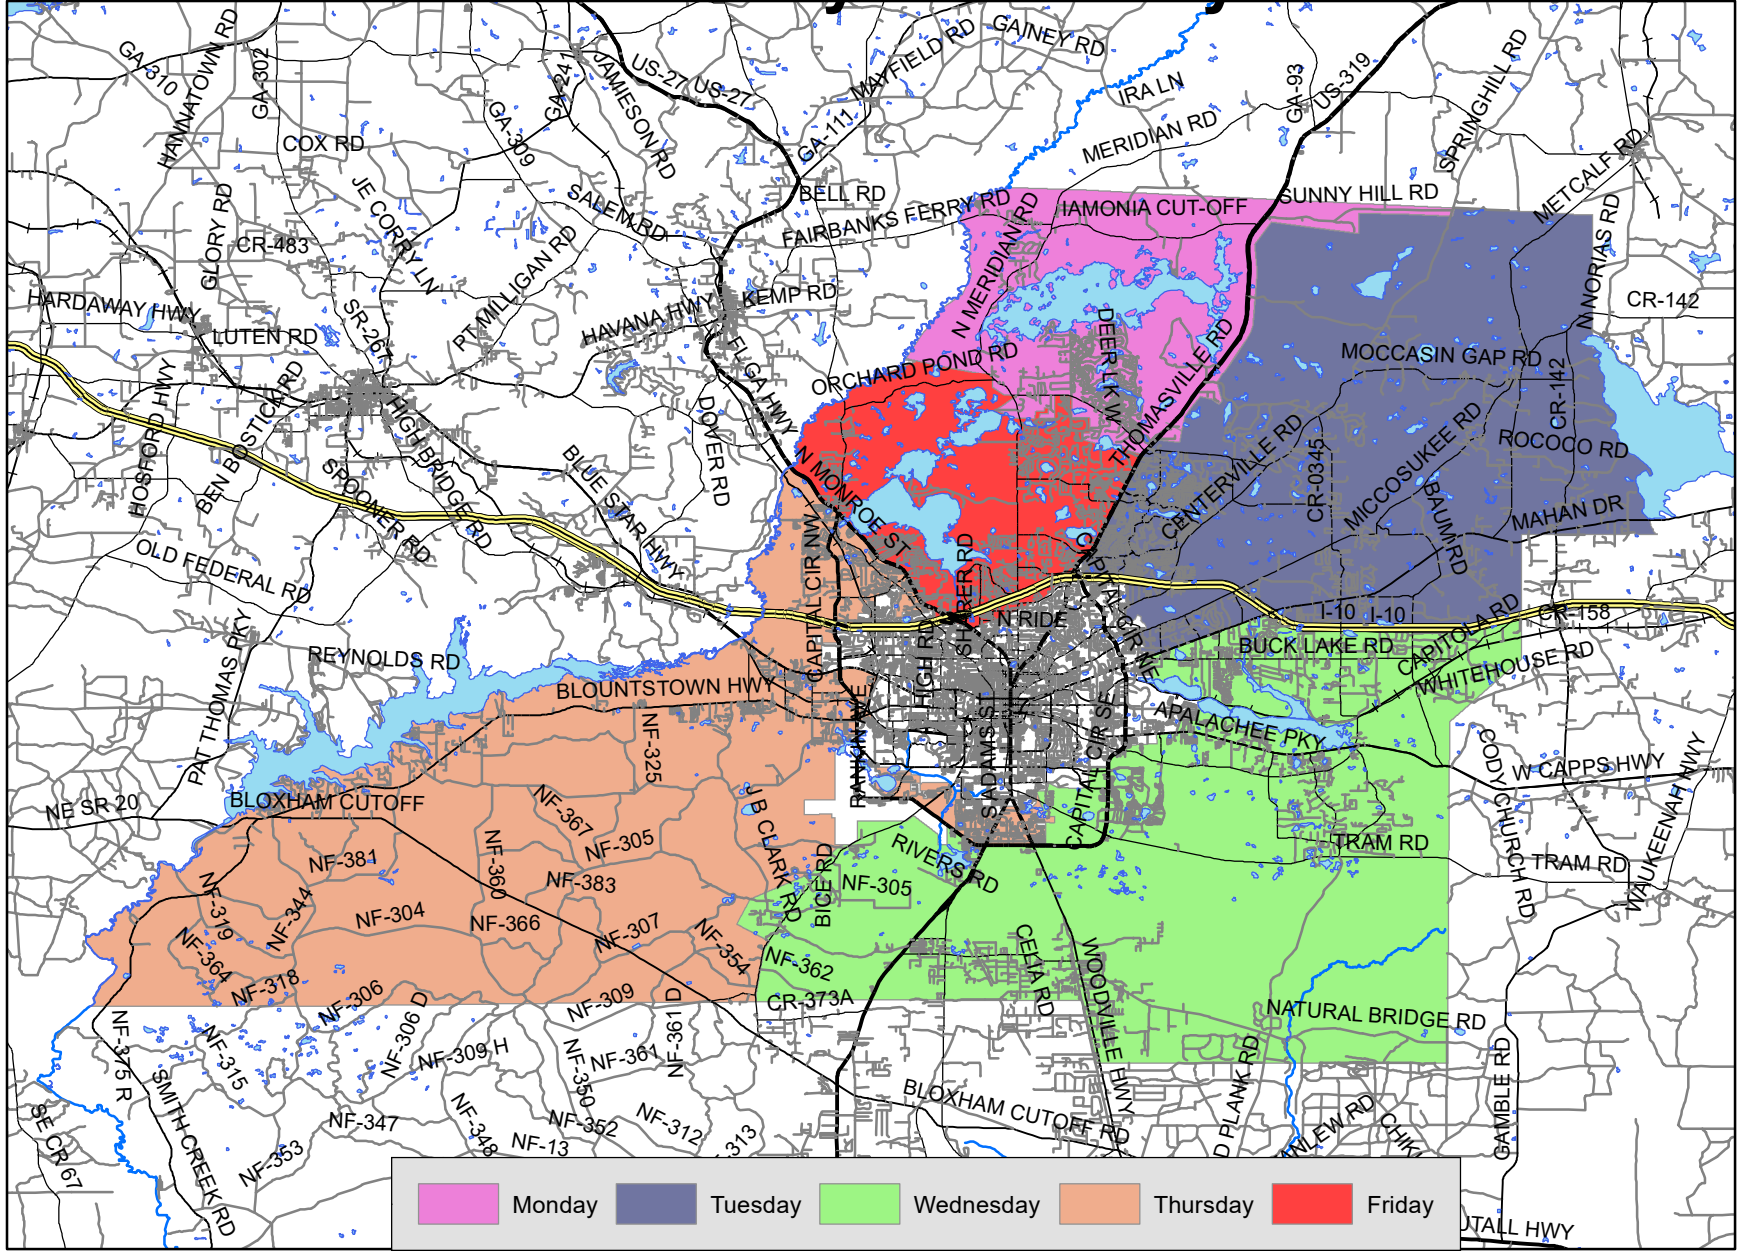 GA-310
HANNATOWN RD
GA-302
GA-241
JAMIESON RD
US-27
US-27
MAYFIELD RD
GAINEY RD
IRA LN
GA-93
US-319
SPRINGHILL RD
COX RD
GA-309
GA-111
MERIDIAN RD
METCALF RD
JE CORRY LN
SALEM RD
BELL RD
FAIRBANKS FERRY RD
N MERIDIAN RD
IAMONIA CUT-OFF
SUNNY HILL RD
GLORY RD
CR-483
PT MILLIGAN RD
N NORIAS RD
HARDAWAY HWY
LUTEN RD
SR-267
HAVANA HWY
KEMP RD
CR-142
FL GA HWY
ORCHARD POND RD
DEER LK W
THOMASVILLE RD
MOCCASIN GAP RD
CR-142
HOSFORD HWY
BEN BOSTICK RD
HIGH BRIDGE RD
DOVER RD
SPOONER RD
BLUE STAR HWY
N MONROE ST
CENTERVILLE RD
CR-0345
MICCOSUKEE RD
BAUM RD
ROCOCO RD
MAHAN DR
OLD FEDERAL RD
CAPITAL CIR NW
SHARER RD
CAPITAL CIR NE
N RIDE
I-10
I-10
CR-158
PAT THOMAS PKY
REYNOLDS RD
BLOUNTSTOWN HWY
HIGH RD
BUCK LAKE RD
CAPITOLA RD
WHITEHOUSE RD
NF-325
RANKIN AVE
S ADAMS ST
CAPITAL CIR SE
APALACHEE PKY
CODY CHURCH RD
W CAPPS HWY
WAUKEENAH HWY
NE SR 20
BLOXHAM CUTOFF
NF-367
NF-305
J B CLARK RD
BICE RD
RIVERS RD
TRAM RD
TRAM RD
NF-381
NF-360
NF-383
NF-305
NF-319
NF-344
NF-304
NF-366
NF-307
NF-354
NF-364
NF-318
NF-306
NF-362
CELIA RD
WOODVILLE HWY
NF-309
NF-361 D
CR-373A
NATURAL BRIDGE RD
NF-375 R
NF-315
NF-306 D
NF-309 H
NF-350
NF-361
GAMBLE RD
SE CR 67
SMITH CREEK RD
NF-353
NF-347
NF-348
NF-352
NF-13
NF-312
BLOXHAM CUTOFF RD
D PLANK RD
Monday
Tuesday
Wednesday
Thursday
Friday
UTALL HWY